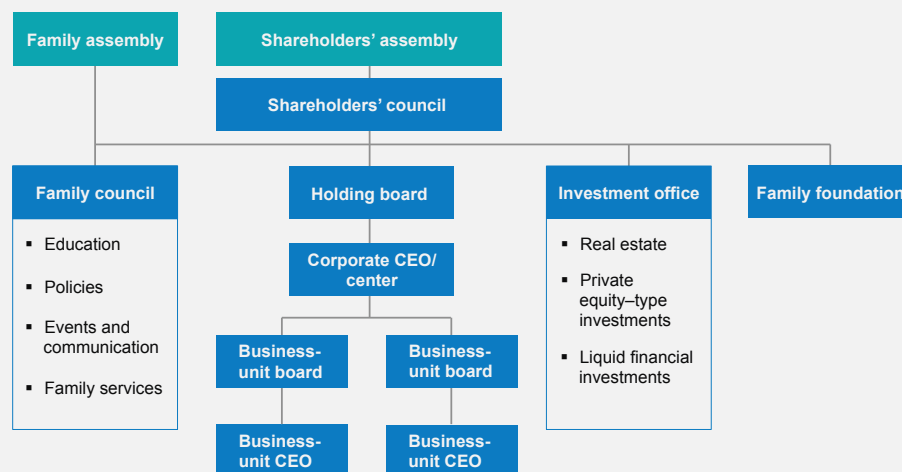 Family assembly
Shareholders’ assembly
Shareholders’ council
Family council
▪ Education
▪ Policies
▪ Events and
communication
▪ Family services
Holding board
Corporate CEO/
center
Business-
unit board
Business-
unit CEO
Business-
unit board
Business-
unit CEO
Investment office
▪ Real estate
▪ Private
equity–type
investments
▪ Liquid financial
investments
Family foundation